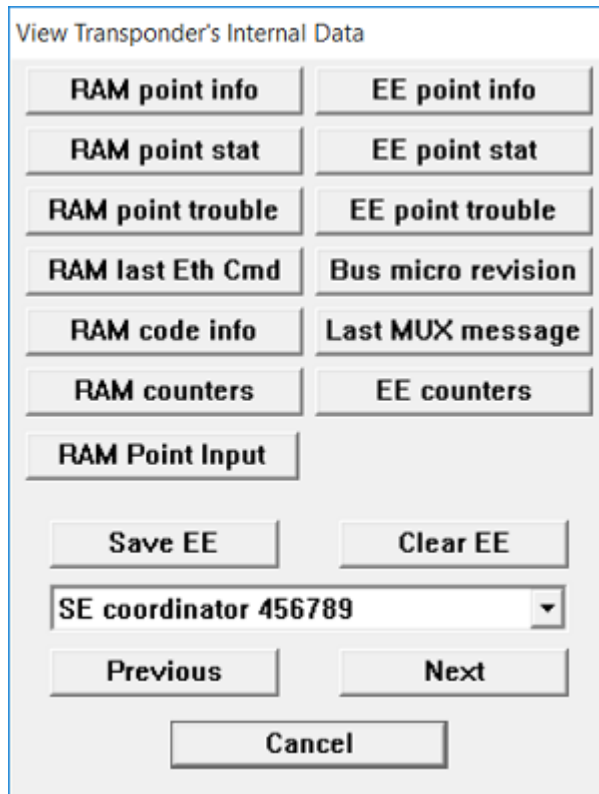 View Transponder's Internal Data
RAM point info EE point info
RAM point stat EE point stat
RAM point trouble EE point trouble
RAM last Eth Cmd Bus micro revision
RAM code info Last MUX message
RAM counters EE counters
RAM Point Input
Save EE Clear EE
SE coordinator 456789
Previous Next
Cancel